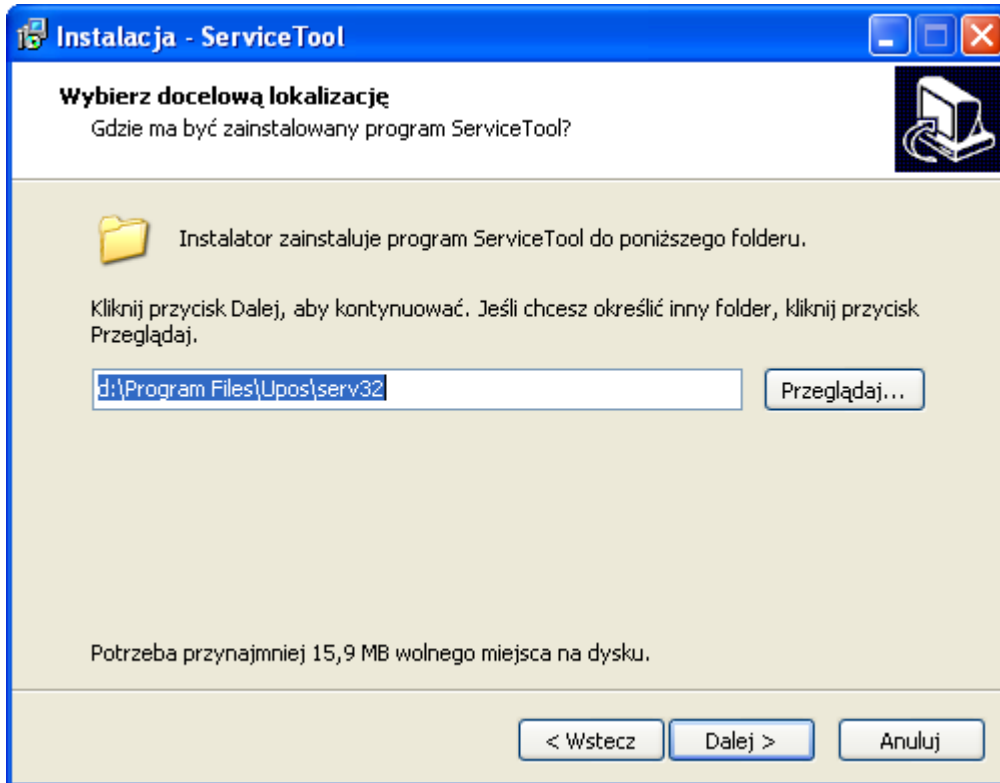 Instalacja - ServiceTool
Wybierz docelową lokalizację
Gdzie ma być zainstalowany program ServiceTool?
Instalator zainstaluje program ServiceTool do poniższego folderu.
Kliknij przycisk Dalej, aby kontynuować. Jeśli chcesz określić inny folder, kliknij przycisk
Przeglądaj.
d:\Program Files\Upos\serv32
Przeglądaj...
Potrzeba przynajmniej 15,9 MB wolnego miejsca na dysku.
< Wstecz
Dalej >
Anuluj